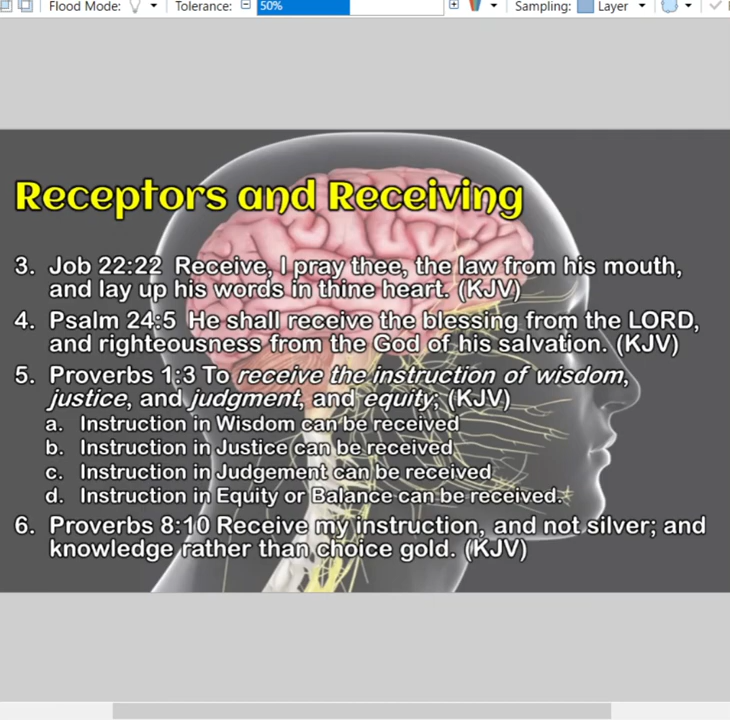 Flood Mode:
Tolerance:
50%
Sampling:
Layer
Receptors and Receiving
3. Job 22:22 Receive, I pray thee, the law from his mouth,
and lay up his words in thine heart. (KJV)
4. Psalm 24:5 He shall receive the blessing from the LORD,
and righteousness from the God of his salvation. (KJV)
5. Proverbs 1:3 To receive the instruction of wisdom,
justice, and judgment, and equity; (KJV)
a. Instruction in Wisdom can be received
b. Instruction in Justice can be received
c. Instruction in Judgement can be received
d. Instruction in Equity or Balance can be received.
6. Proverbs 8:10 Receive my instruction, and not silver; and
knowledge rather than choice gold. (KJV)